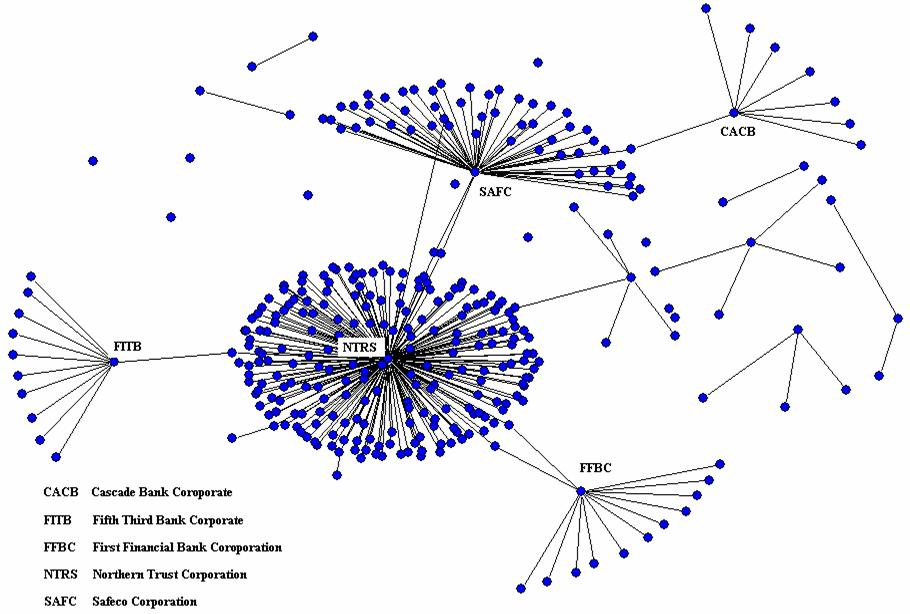 CACB
SAFC
FITB
NTRS
FFBC
CACB Cascade Bank Coroporate
FITB Fifth Third Bank Corporate
FFBC First Financial Bank Coroporation
NTRS Northern Trust Corporation
SAFC Safeco Corporation